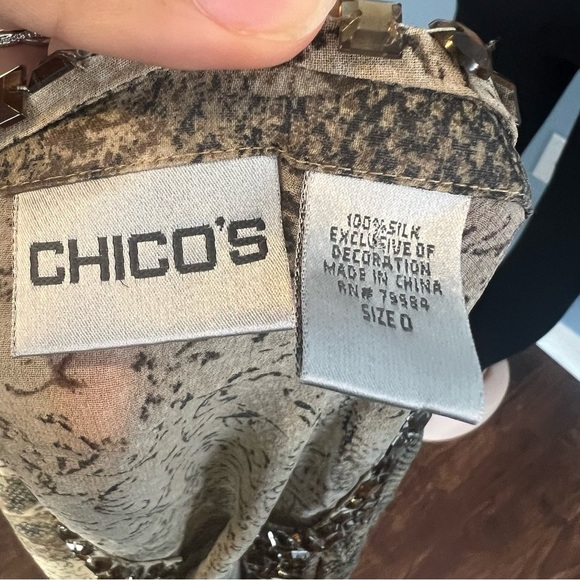 CHICO'S
100% SILK
EXCLUSIVE OF
DECORATION
MADE IN CHINA
RN# 79984
SIZE 0